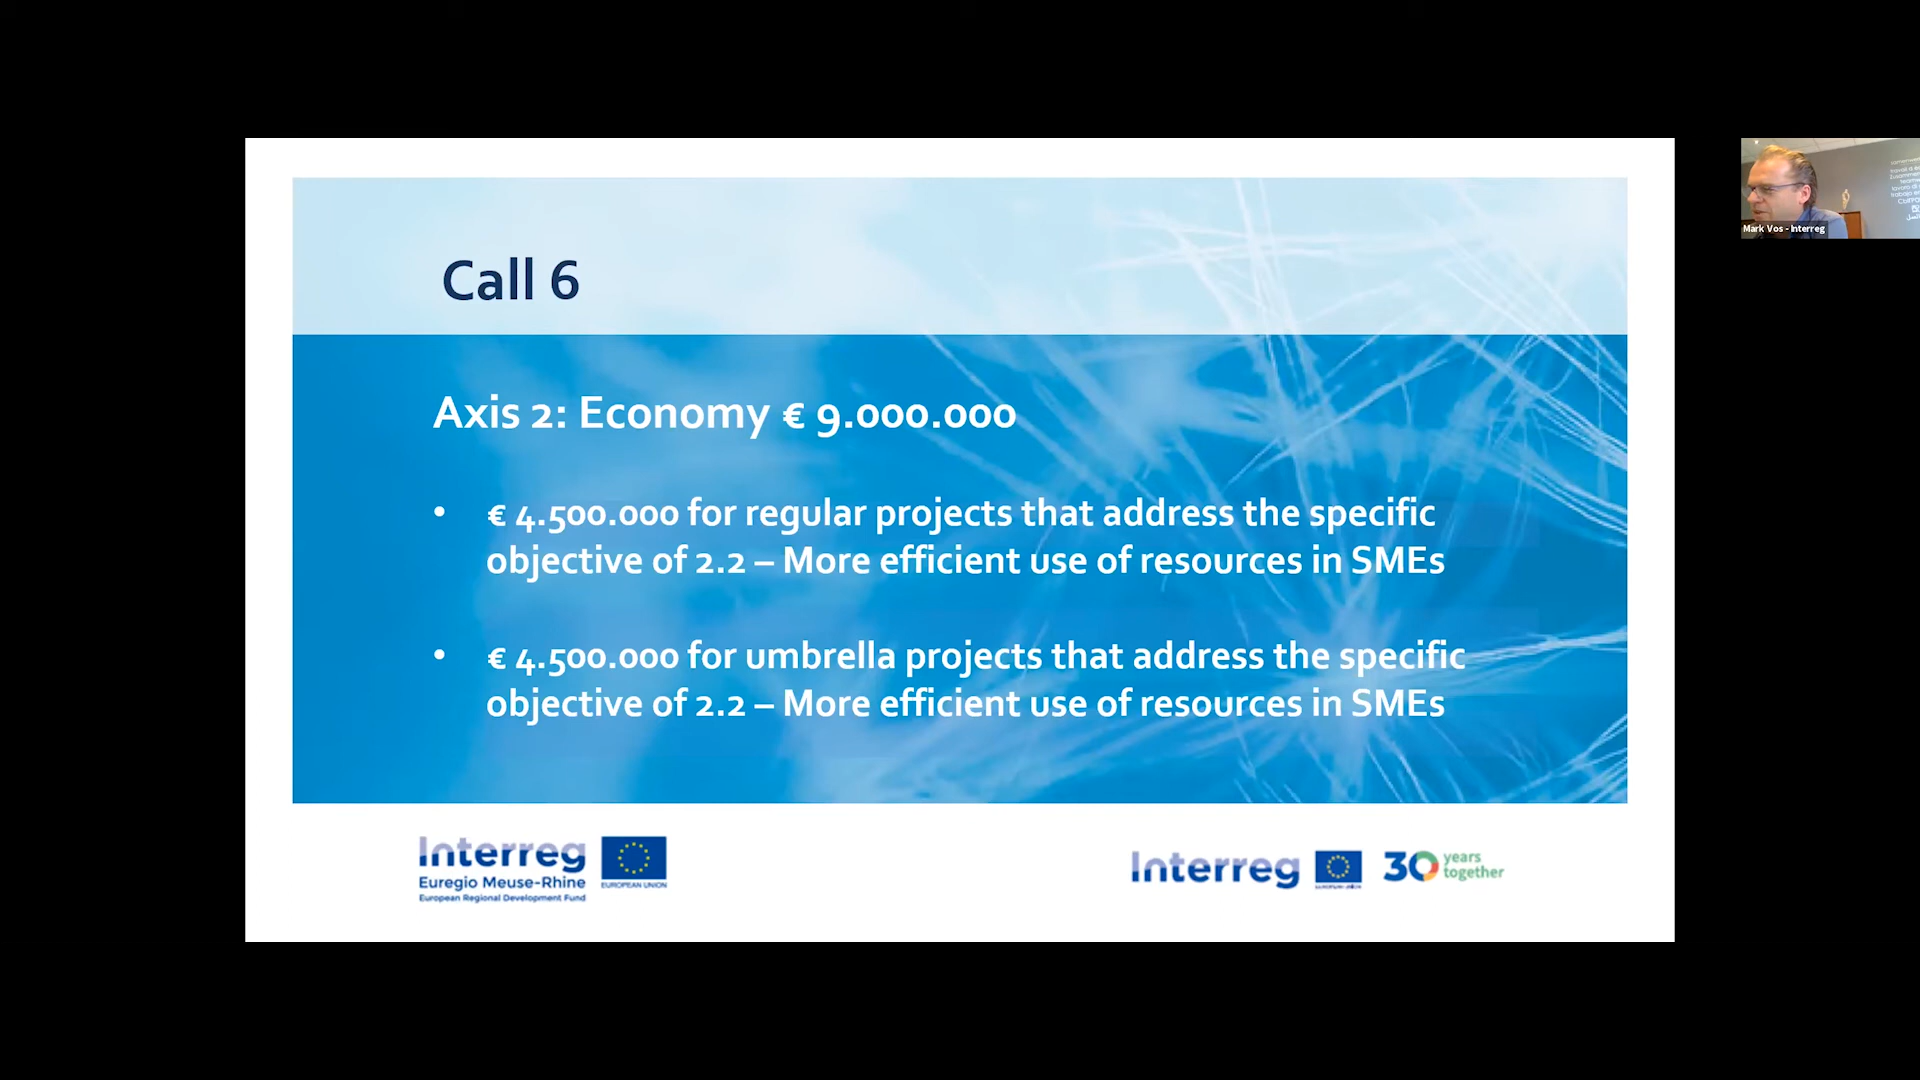 Call 6
Axis 2: Economy € 9.000.000
• € 4.500.000 for regular projects that address the specific
objective of 2.2 – More efficient use of resources in SMEs
• € 4.500.000 for umbrella projects that address the specific
objective of 2.2 – More efficient use of resources in SMEs
Interreg
Euregio Meuse-Rhine
European Regional Development Fund
EUROPEAN UNION
Interreg
EUROPEAN UNION
30 years
together
Mark Vos - Interreg